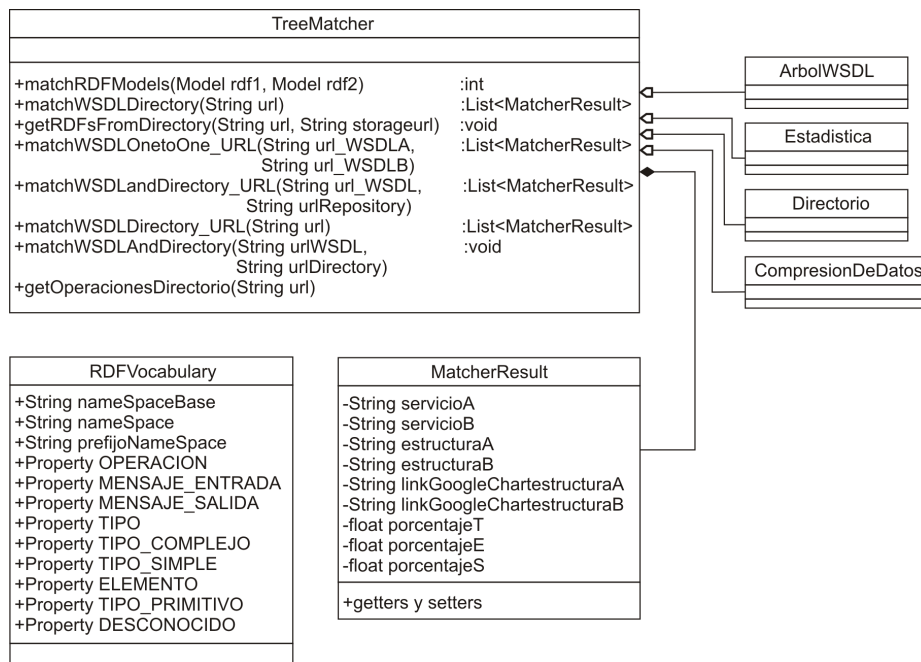 TreeMatcher
+matchRDFModels(Model rdf1, Model rdf2) :int
+matchWSDLDirectory(String url) :List<MatcherResult>
+getRDFsFromDirectory(String url, String storageurl) :void
+matchWSDLOnetoOne_URL(String url_WSDLA, :List<MatcherResult>
String url_WSDLB)
+matchWSDLandDirectory_URL(String url_WSDL, :List<MatcherResult>
String urlRepository)
+matchWSDLDirectory_URL(String url) :List<MatcherResult>
+matchWSDLAndDirectory(String urlWSDL, :void
String urlDirectory)
+getOperacionesDirectorio(String url)
ArbolWSDL
Estadistica
Directorio
CompresionDeDatos
RDFVocabulary
+String nameSpaceBase
+String nameSpace
+String prefijoNameSpace
+Property OPERACION
+Property MENSAJE_ENTRADA
+Property MENSAJE_SALIDA
+Property TIPO
+Property TIPO_COMPLEJO
+Property TIPO_SIMPLE
+Property ELEMENTO
+Property TIPO_PRIMITIVO
+Property DESCONOCIDO
MatcherResult
-String servicioA
-String servicioB
-String estructuraA
-String estructuraB
-String linkGoogleChartestructuraA
-String linkGoogleChartestructuraB
-float porcentajeT
-float porcentajeE
-float porcentajeS
+getters y setters